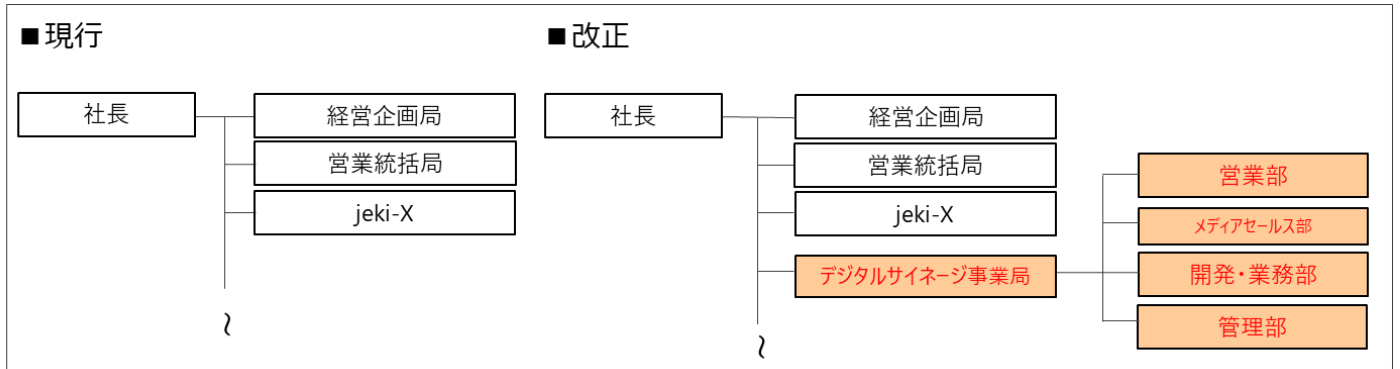 ■現行
社長
経営企画局
営業統括局
jeki-X
~
■改正
社長
経営企画局
営業統括局
jeki-X
デジタルサイネージ事業局
~
営業部
メディアセールス部
開発・業務部
管理部